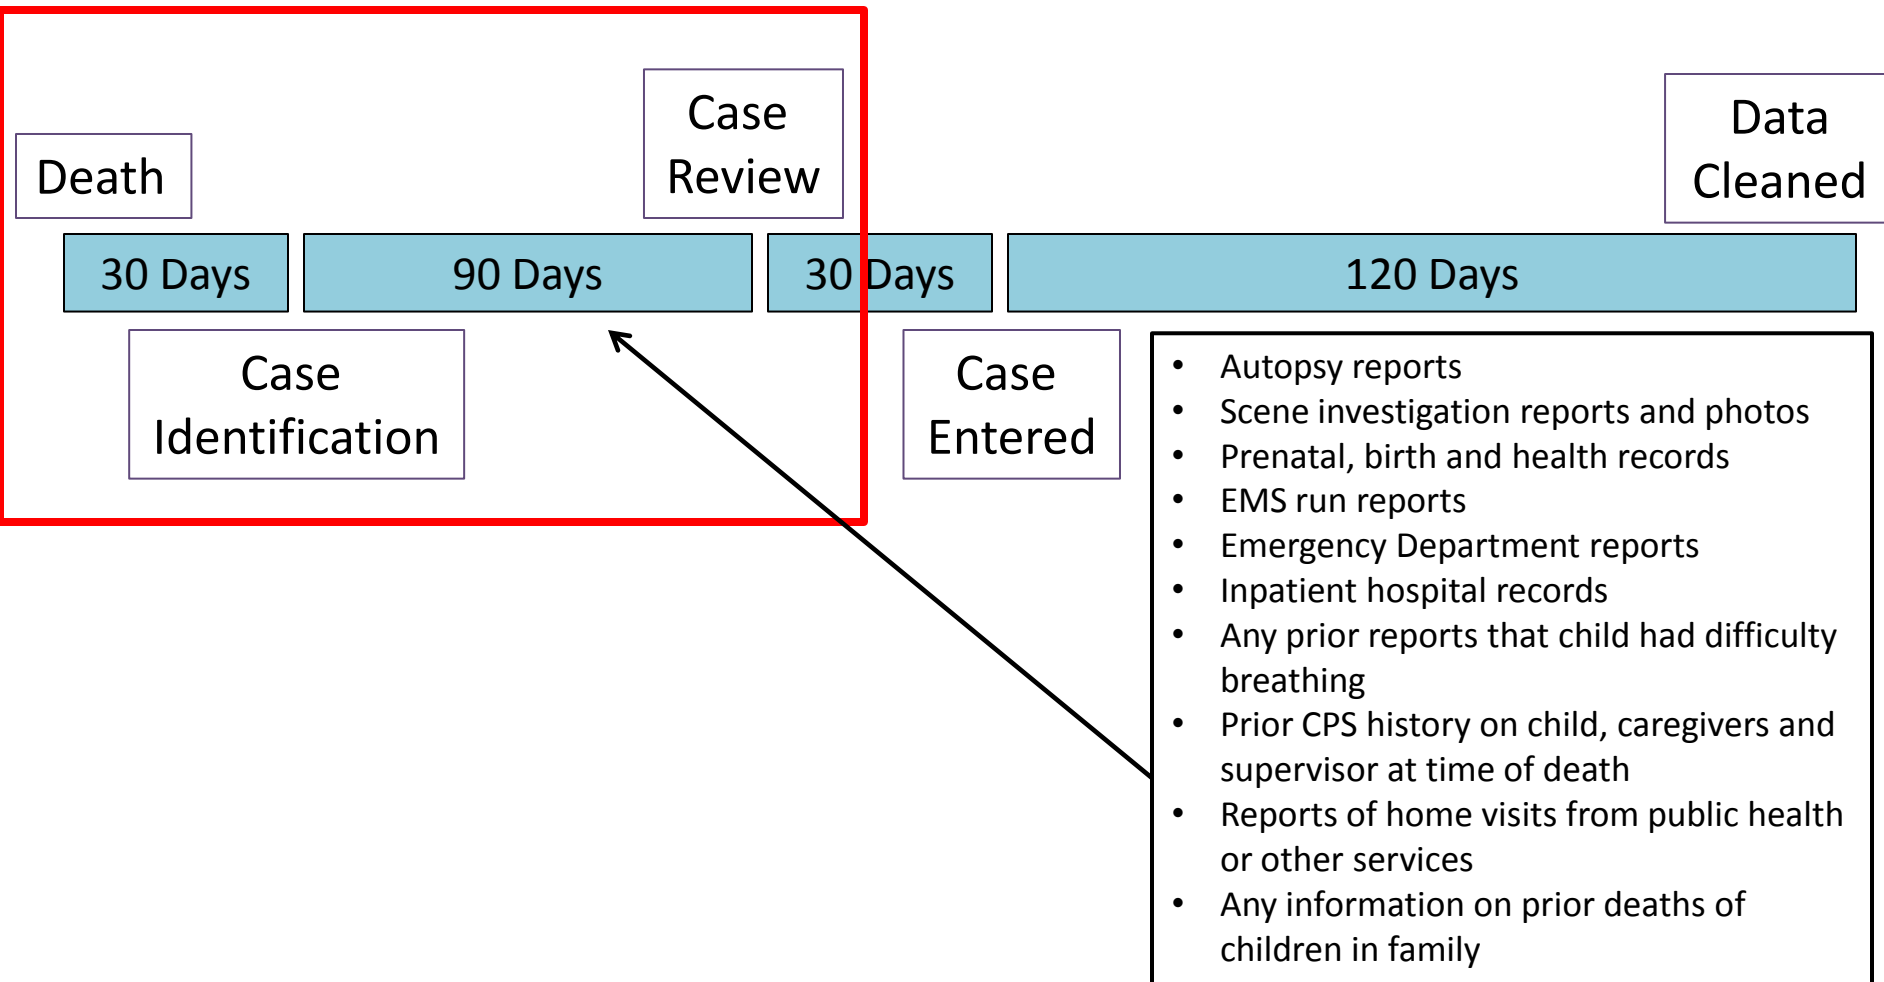 Death
Case
Review
Data
Cleaned
30 Days
90 Days
30 Days
120 Days
Case
Identification
Case
Entered
• Autopsy reports
• Scene investigation reports and photos
• Prenatal, birth and health records
• EMS run reports
• Emergency Department reports
• Inpatient hospital records
• Any prior reports that child had difficulty
breathing
• Prior CPS history on child, caregivers and
supervisor at time of death
• Reports of home visits from public health
or other services
• Any information on prior deaths of
children in family